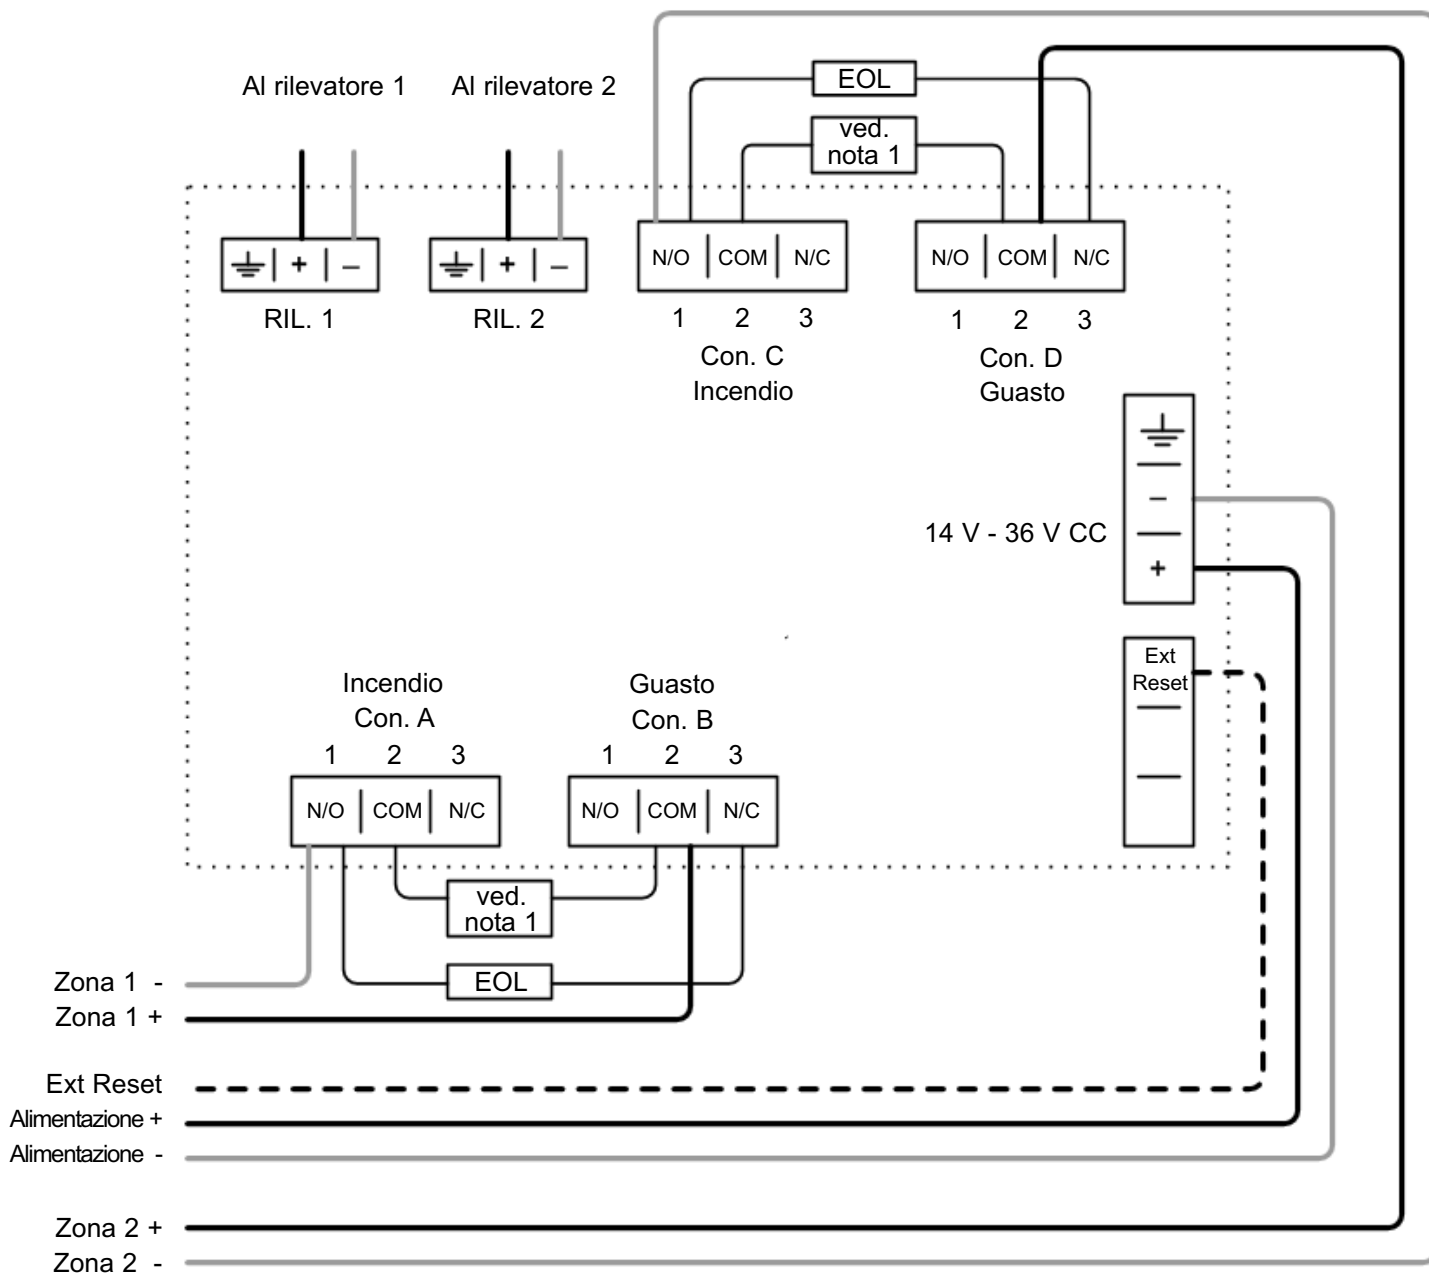 Al rilevatore 1
Al rilevatore 2
EOL
ved.
nota 1
+ –
RIL. 1
+ –
RIL. 2
N/O COM N/C
1 2 3
Con. C
Incendio
N/O COM N/C
1 2 3
Con. D
Guasto
14 V - 36 V CC
–
+
Ext
Reset
Incendio
Con. A
1 2 3
N/O COM N/C
Guasto
Con. B
1 2 3
N/O COM N/C
ved.
nota 1
EOL
Zona 1 -
Zona 1 +
Ext Reset
Alimentazione +
Alimentazione -
Zona 2 +
Zona 2 -